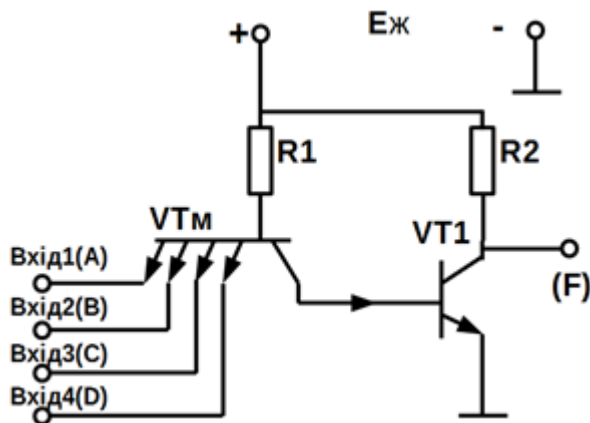 + Eж -
R1 R2
VTм VT1
Вхід1(A)
Вхід2(B)
(F)
Вхід3(C)
Вхід4(D)